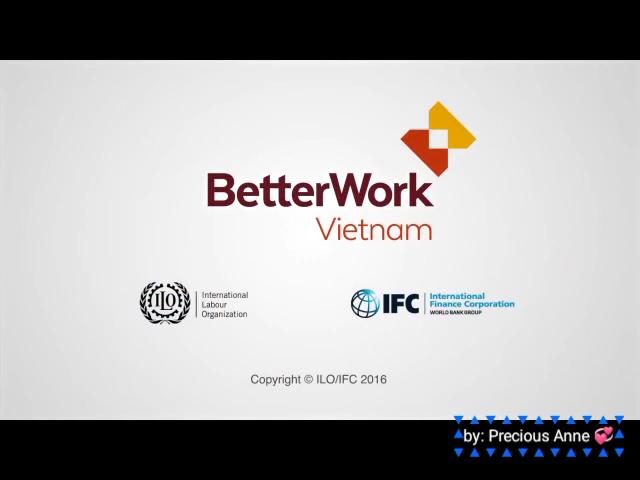 BetterWork
Vietnam
ILO
International
Labour
Organization
IFC
International
Finance Corporation
WORLD BANK GROUP
Copyright © ILO/IFC 2016
by: Precious Anne 💞